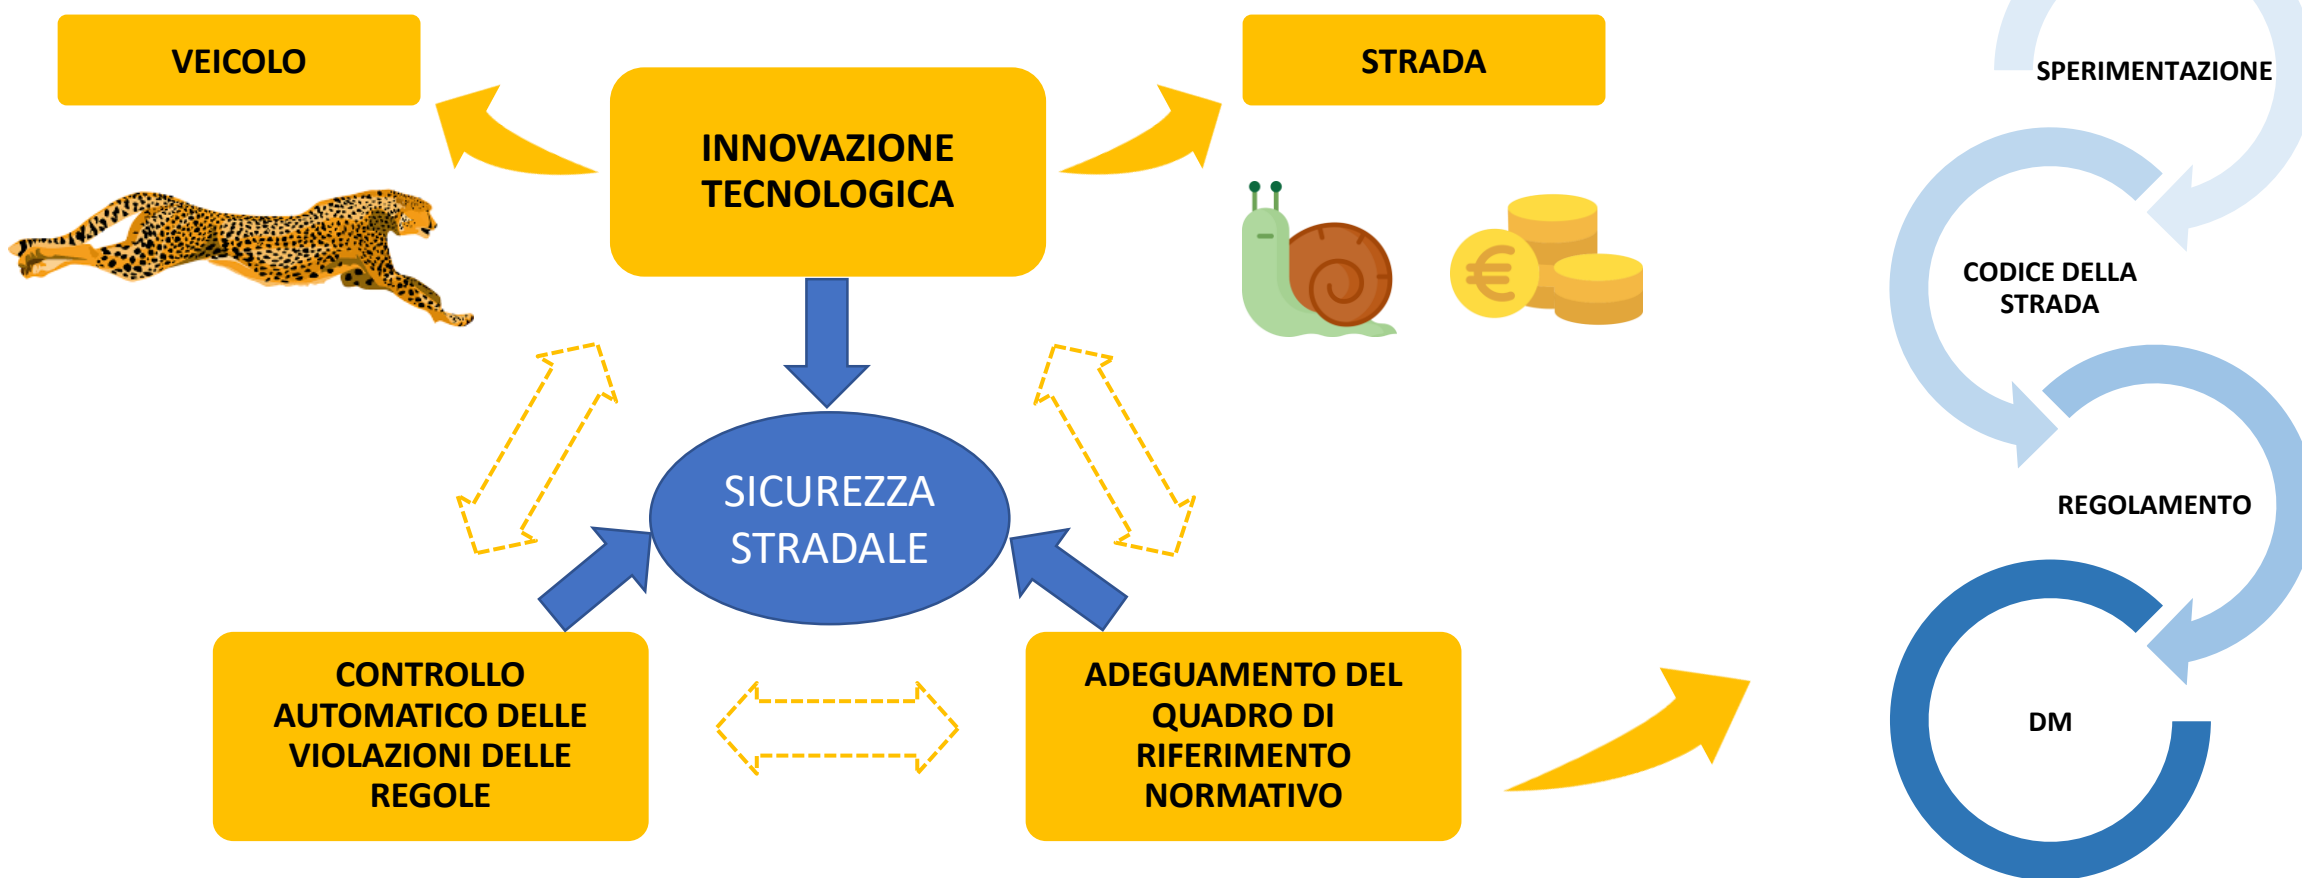 VEICOLO
INNOVAZIONE
TECNOLOGICA
STRADA
SICUREZZA
STRADALE
CONTROLLO
AUTOMATICO DELLE
VIOLAZIONI DELLE
REGOLE
ADEGUAMENTO DEL
QUADRO DI
RIFERIMENTO
NORMATIVO
SPERIMENTAZIONE
CODICE DELLA
STRADA
REGOLAMENTO
DM